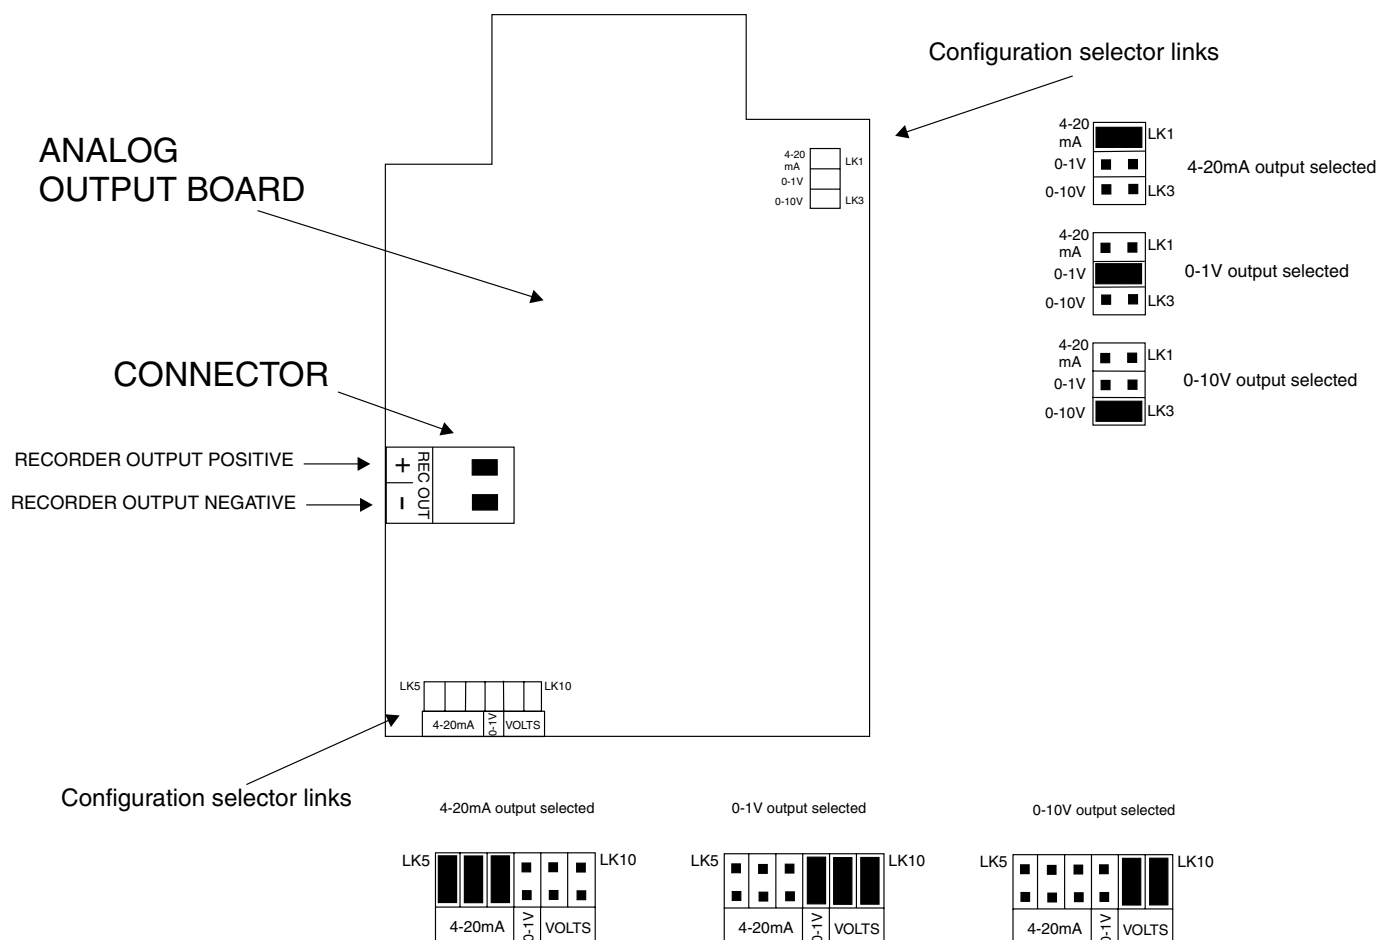 Configuration selector links
ANALOG
OUTPUT BOARD
4-20
mA
LK1
0-1V
0-10V
LK3
4-20
mA
LK1
0-1V
4-20mA output selected
0-10V
LK3
4-20
mA
LK1
0-1V
0-1V output selected
0-10V
LK3
4-20
mA
LK1
0-1V
0-10V output selected
0-10V
LK3
CONNECTOR
RECORDER OUTPUT POSITIVE
+
REC OUT
RECORDER OUTPUT NEGATIVE
-
LK5
LK10
4-20mA
0-1V
VOLTS
Configuration selector links
4-20mA output selected
0-1V output selected
0-10V output selected
LK5
LK10
4-20mA
0-1V
VOLTS
LK5
LK10
4-20mA
0-1V
VOLTS
LK5
LK10
4-20mA
0-1V
VOLTS